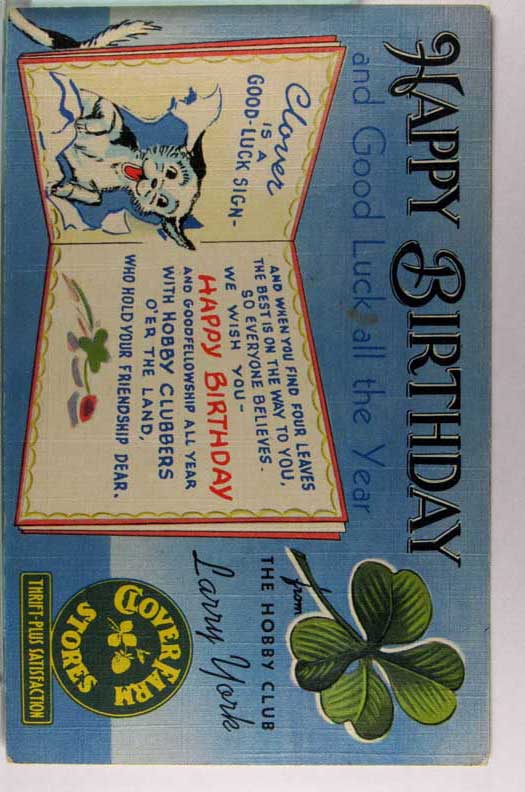 HAPPY BIRTHDAY
and Good Luck all the Year
Clover
IS A
GOOD-LUCK SIGN-
AND WHEN YOU FIND FOUR LEAVES
THE BEST IS ON THE WAY TO YOU,
SO EVERYONE BELIEVES.
WE WISH YOU-
HAPPY BIRTHDAY
AND GOODFELLOWSHIP ALL YEAR
WITH HOBBY CLUBBERS
O'ER THE LAND,
WHO HOLD YOUR FRIENDSHIP DEAR.
from
THE HOBBY CLUB
Larry York
CLOVER FARM
STORES
THRIFT-PLUS SATISFACTION